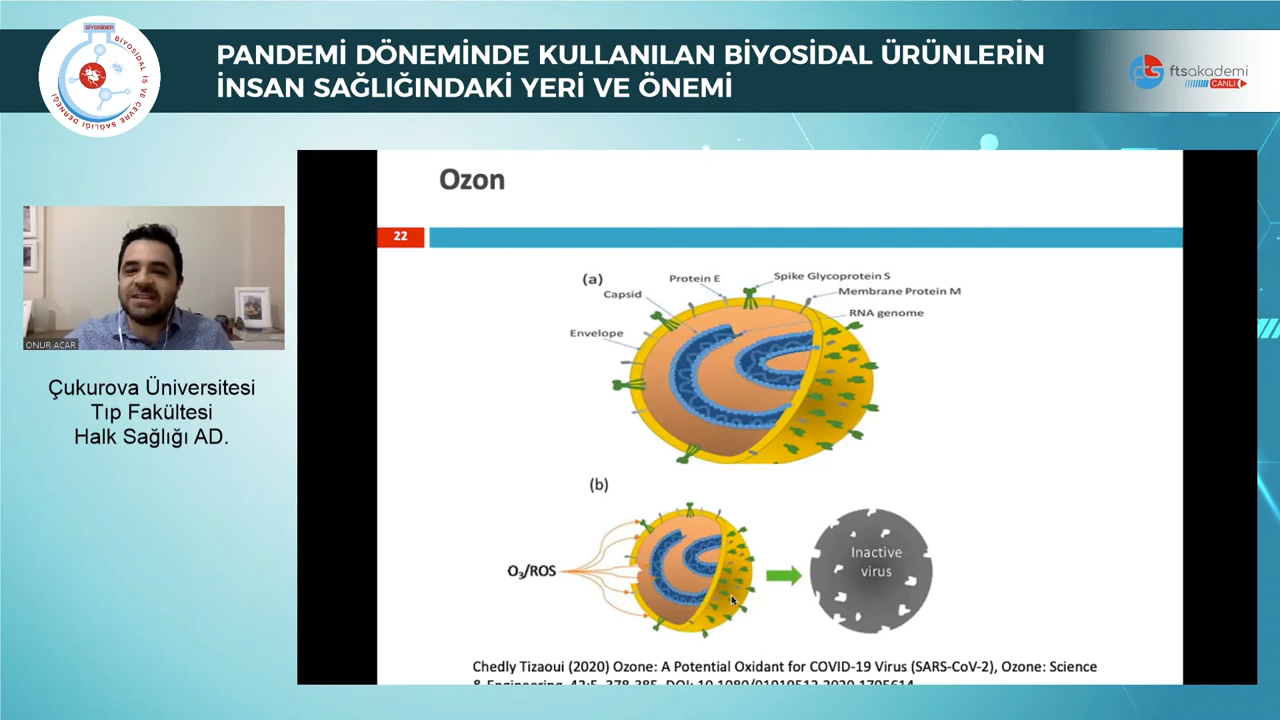 BİYOSİDER
BİYOSİDAL İŞ VE ÇEVRE SAĞLIĞI DERNEĞİ
PANDEMİ DÖNEMİNDE KULLANILAN BİYOSİDAL ÜRÜNLERİN
İNSAN SAĞLIĞINDAKİ YERİ VE ÖNEMİ
ftsakademi
CANLI
ONUR ACAR
Çukurova Üniversitesi
Tıp Fakültesi
Halk Sağlığı AD.
Ozon
22
(a)
Protein E
Spike Glycoprotein S
Capsid
Membrane Protein M
RNA genome
Envelope
(b)
O₃/ROS
Inactive
virus
Chedly Tizaoui (2020) Ozone: A Potential Oxidant for COVID-19 Virus (SARS-CoV-2), Ozone: Science
& Engineering, 42:5, 378-385, DOI: 10.1080/01919512.2020.1795614